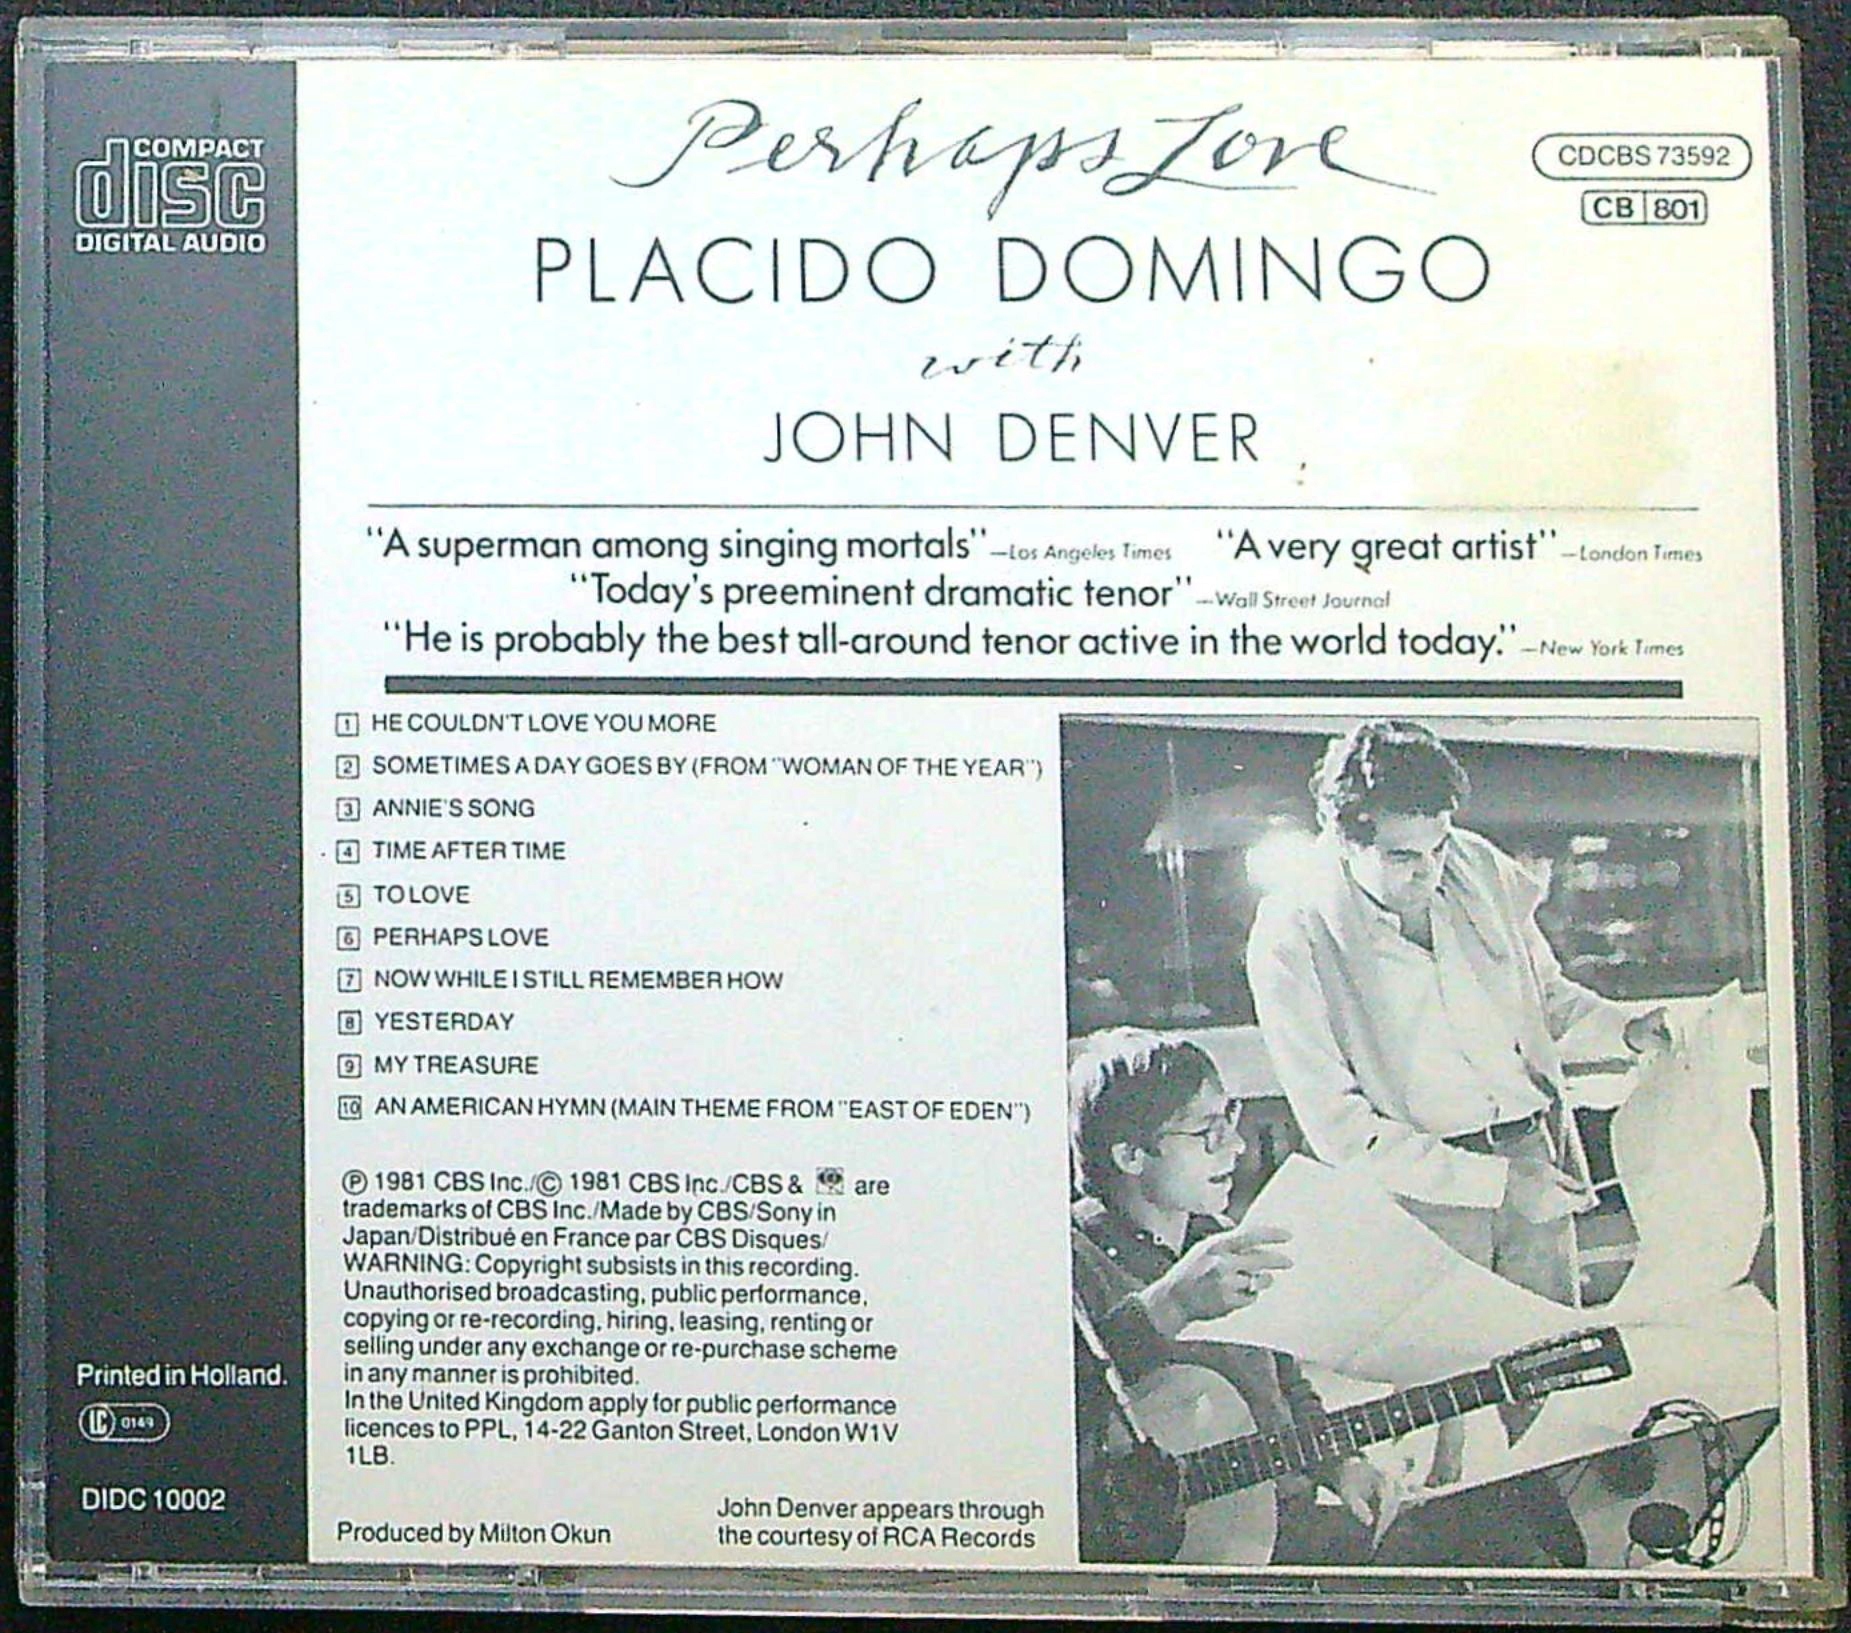 COMPACT
disc
DIGITAL AUDIO
Perhaps Love
CDCBS 73592
CB 801
PLACIDO DOMINGO
with
JOHN DENVER
"A superman among singing mortals" —Los Angeles Times "A very great artist" —London Times
"Today's preeminent dramatic tenor" —Wall Street Journal
"He is probably the best all-around tenor active in the world today." —New York Times
1 HE COULDN'T LOVE YOU MORE
2 SOMETIMES A DAY GOES BY (FROM "WOMAN OF THE YEAR")
3 ANNIE'S SONG
4 TIME AFTER TIME
5 TO LOVE
6 PERHAPS LOVE
7 NOW WHILE I STILL REMEMBER HOW
8 YESTERDAY
9 MY TREASURE
10 AN AMERICAN HYMN (MAIN THEME FROM "EAST OF EDEN")
℗ 1981 CBS Inc./© 1981 CBS Inc./CBS & are
trademarks of CBS Inc./Made by CBS/Sony in
Japan/Distribué en France par CBS Disques/
WARNING: Copyright subsists in this recording.
Unauthorised broadcasting, public performance,
copying or re-recording, hiring, leasing, renting or
selling under any exchange or re-purchase scheme
in any manner is prohibited.
In the United Kingdom apply for public performance
licences to PPL, 14-22 Ganton Street, London W1V
1LB.
Printed in Holland.
LC 0149
DIDC 10002
Produced by Milton Okun
John Denver appears through
the courtesy of RCA Records